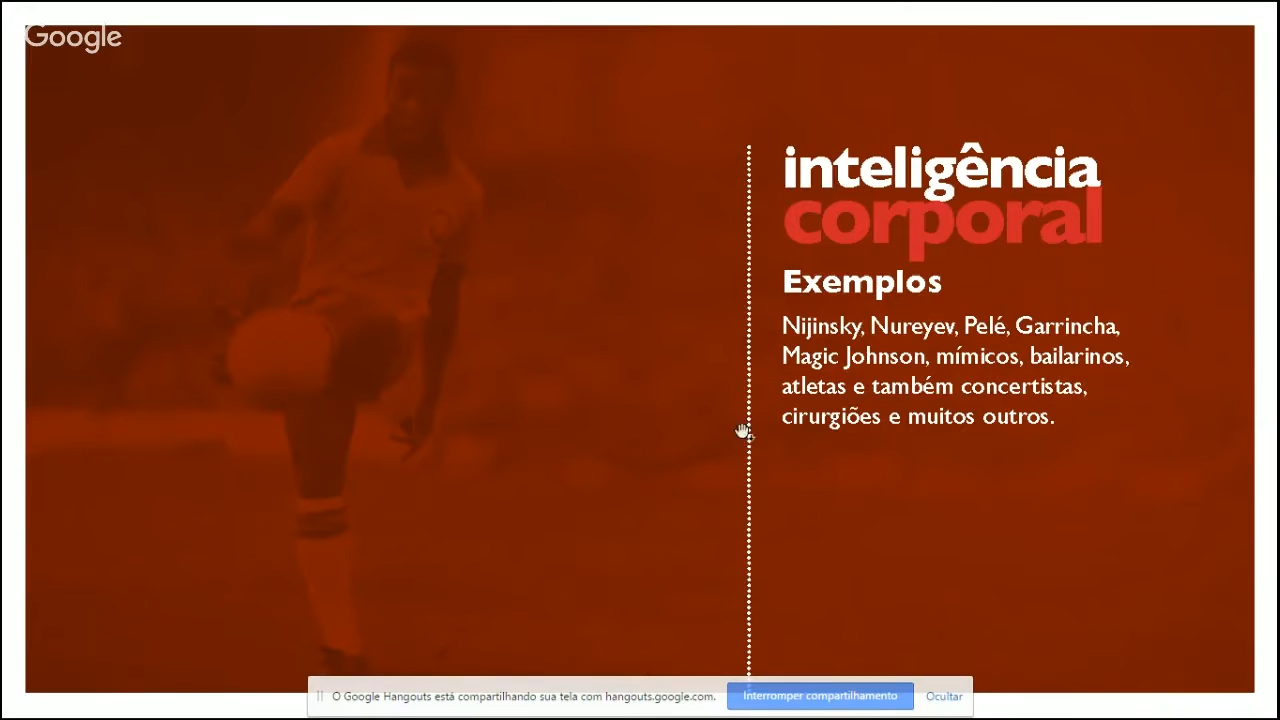 Google
inteligência
corporal
Exemplos
Nijinsky, Nureyev, Pelé, Garrincha,
Magic Johnson, mímicos, bailarinos,
atletas e também concertistas,
cirurgiões e muitos outros.
O Google Hangouts está compartilhando sua tela com hangouts.google.com.
Interromper compartilhamento
Ocultar